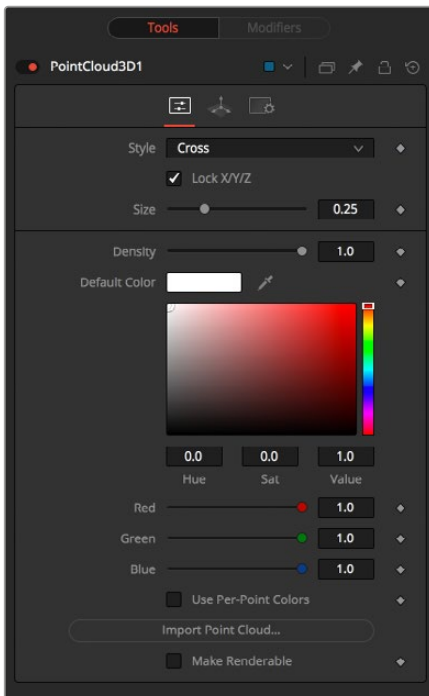 Tools Modifiers
PointCloud3D1
Style Cross
Lock X/Y/Z
Size 0.25
Density 1.0
Default Color
0.0 0.0 1.0
Hue Sat Value
Red 1.0
Green 1.0
Blue 1.0
Use Per-Point Colors
Import Point Cloud...
Make Renderable